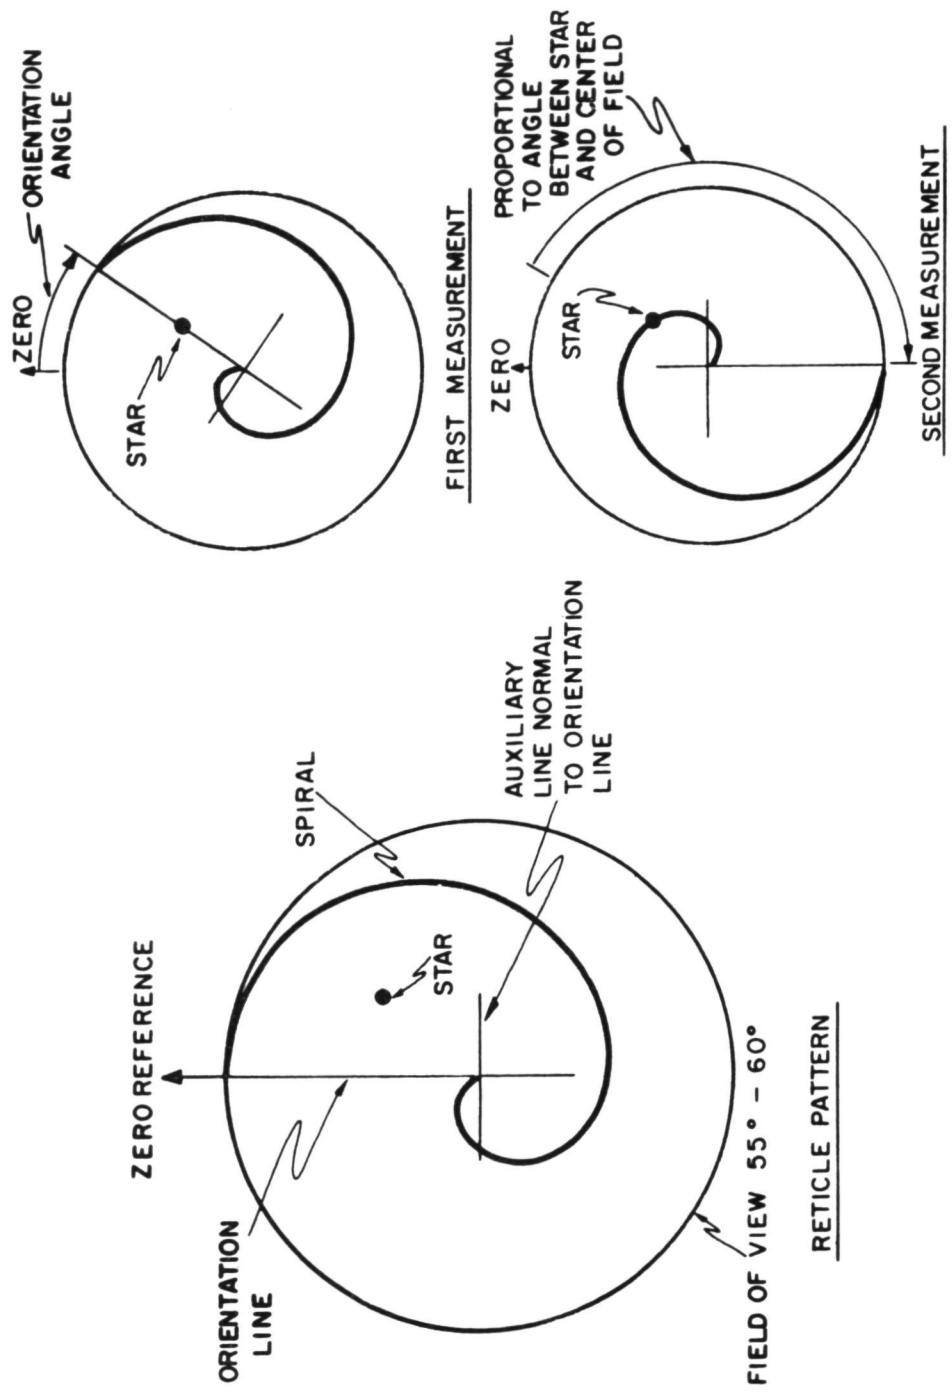 ZERO REFERENCE
ORIENTATION
LINE
SPIRAL
STAR
AUXILIARY
LINE NORMAL
TO ORIENTATION
LINE
FIELD OF VIEW 55° – 60°
RETICLE PATTERN
ZERO
ORIENTATION
ANGLE
STAR
FIRST MEASUREMENT
ZERO
PROPORTIONAL
TO ANGLE
BETWEEN STAR
AND CENTER
OF FIELD
STAR
SECOND MEASUREMENT